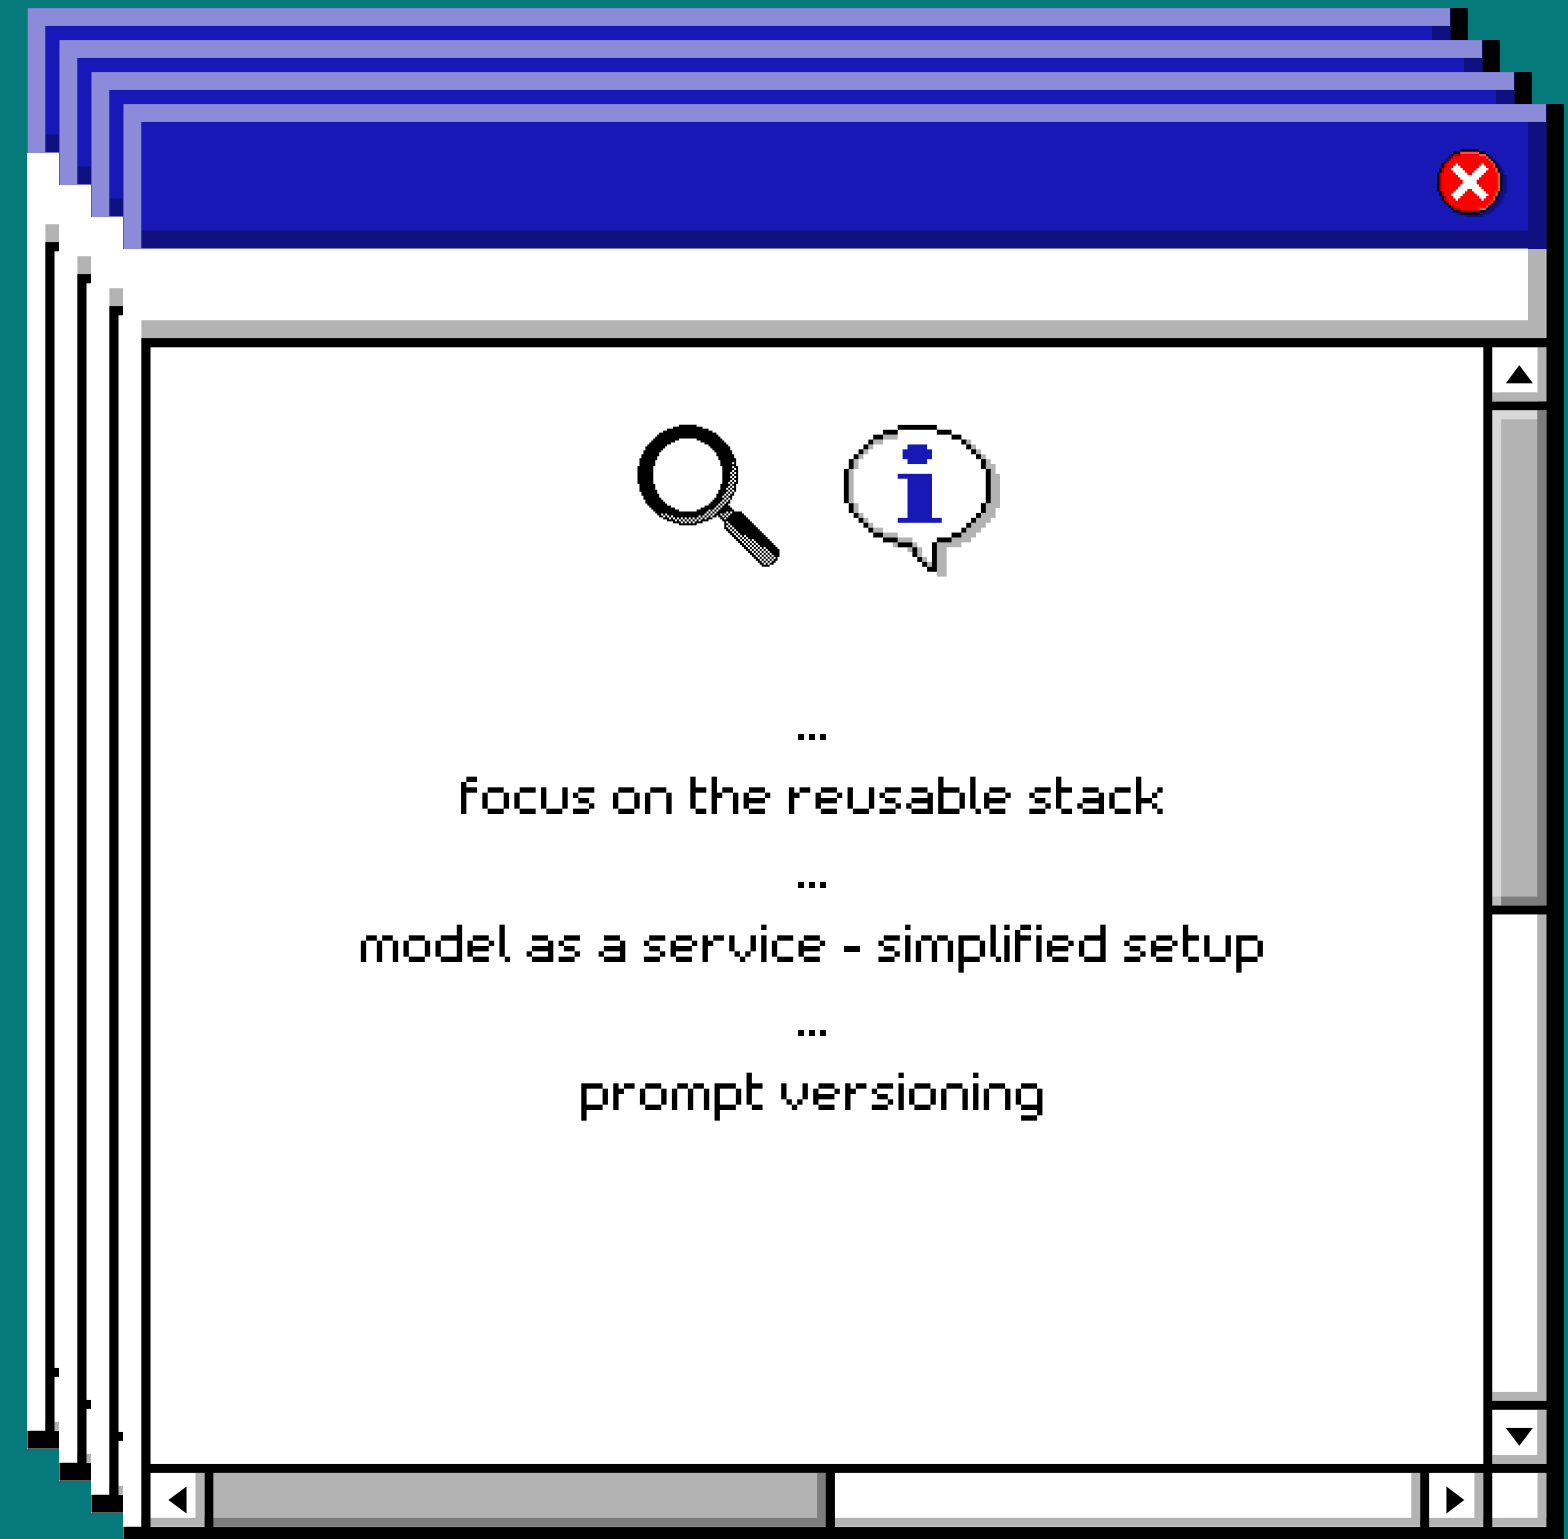 ...
focus on the reusable stack
...
model as a service - simplified setup
...
prompt versioning